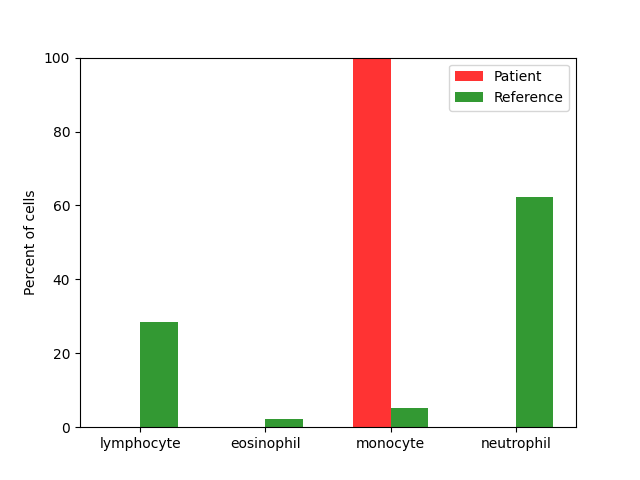 100
80
60
40
20
0
Percent of cells
Patient
Reference
lymphocyte
eosinophil
monocyte
neutrophil